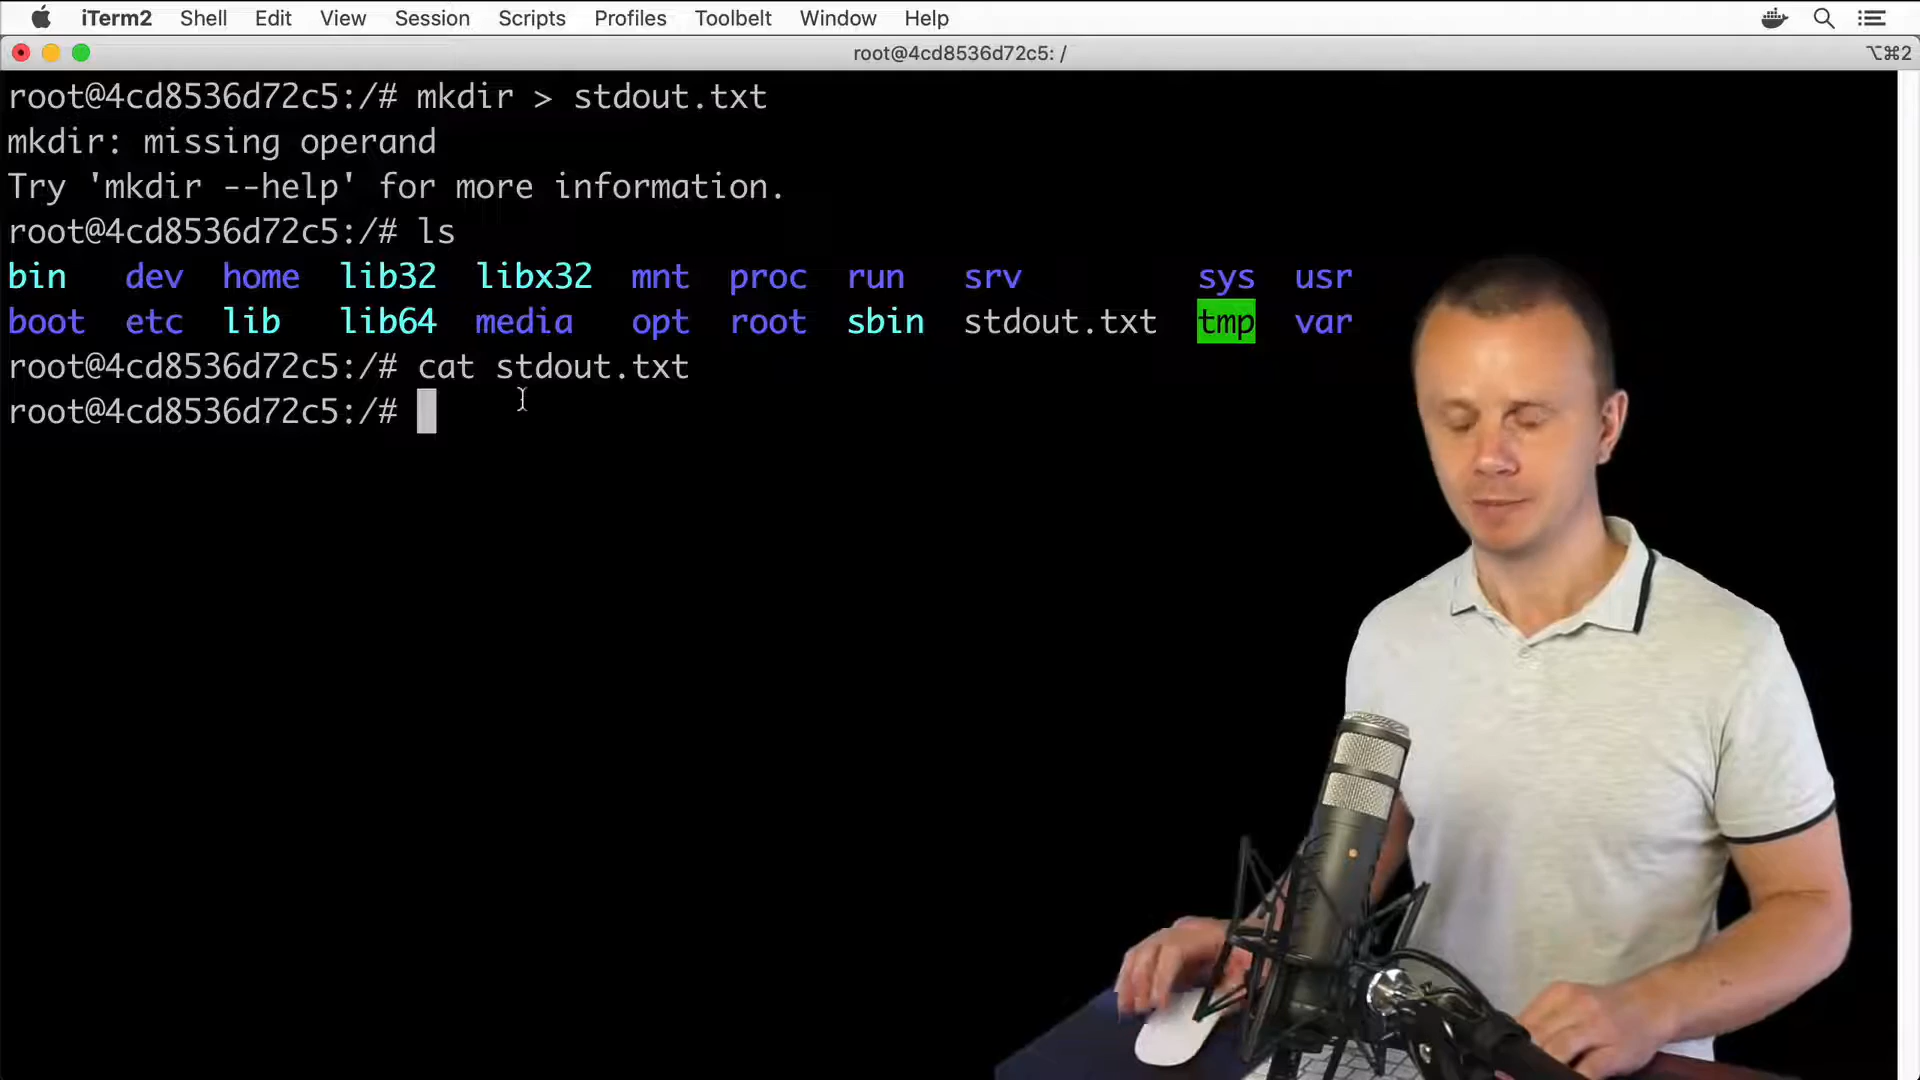 iTerm2 Shell Edit View Session Scripts Profiles Toolbelt Window Help
root@4cd8536d72c5: /
⌥⌘2
root@4cd8536d72c5:/# mkdir > stdout.txt
mkdir: missing operand
Try 'mkdir --help' for more information.
root@4cd8536d72c5:/# ls
bin dev home lib32 libx32 mnt proc run srv sys usr
boot etc lib lib64 media opt root sbin stdout.txt tmp var
root@4cd8536d72c5:/# cat stdout.txt
root@4cd8536d72c5:/#